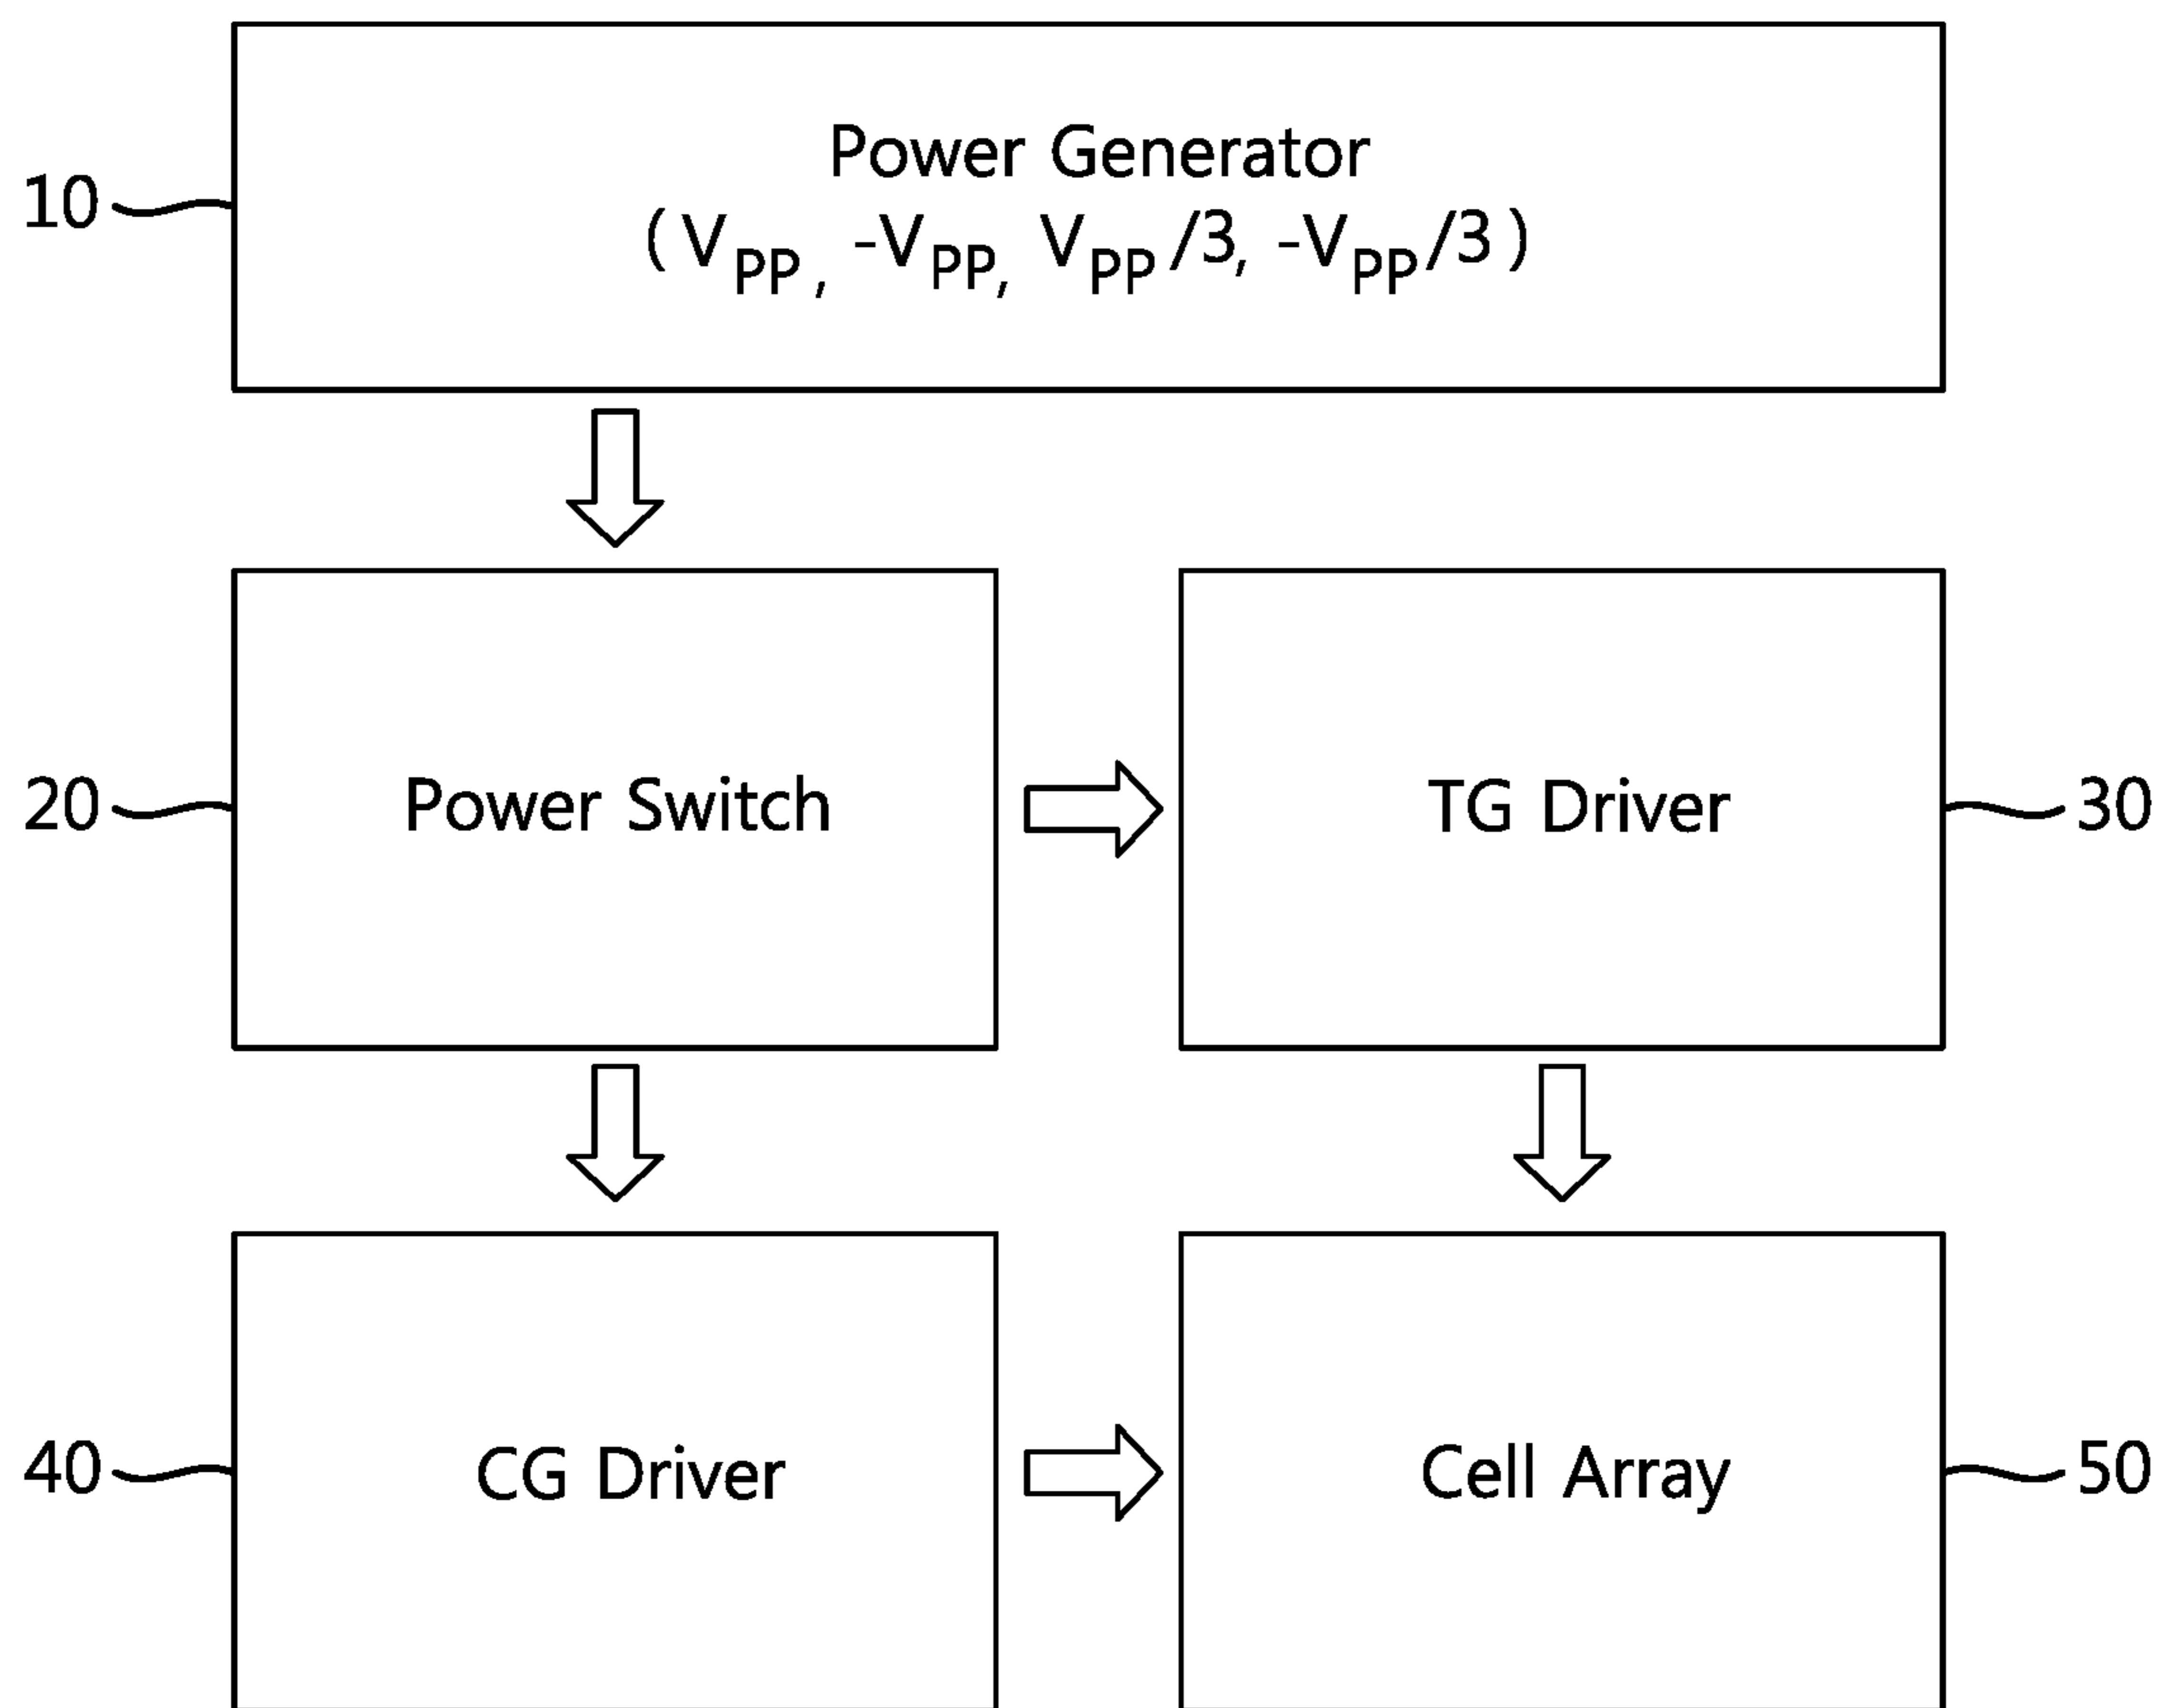 Power Generator
(VPP, -VPP, VPP/3, -VPP/3)
10
20
Power Switch
TG Driver
30
40
CG Driver
Cell Array
50